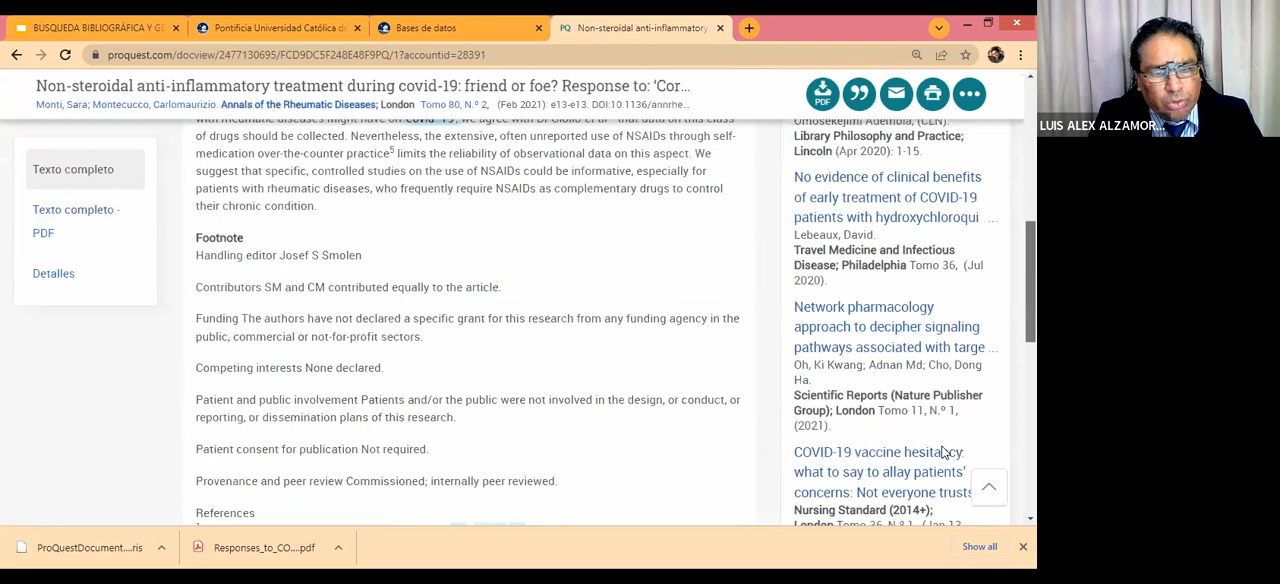 BUSQUEDA BIBLIOGRÁFICA Y GE
Pontificia Universidad Católica de
Bases de datos
PQ Non-steroidal anti-inflammatory
proquest.com/docview/2477130695/FCD9DC5F248E48F9PQ/1?accountid=28391
Non-steroidal anti-inflammatory treatment during covid-19: friend or foe? Response to: ‘Cor...
Monti, Sara; Montecucco, Carlomaurizio. Annals of the Rheumatic Diseases; London Tomo 80, N.º 2, (Feb 2021): e13-e13. DOI:10.1136/annrhe...
PDF
Texto completo
Texto completo -
PDF
Detalles
of drugs should be collected. Nevertheless, the extensive, often unreported use of NSAIDs through self-
medication over-the-counter practice5 limits the reliability of observational data on this aspect. We
suggest that specific, controlled studies on the use of NSAIDs could be informative, especially for
patients with rheumatic diseases, who frequently require NSAIDs as complementary drugs to control
their chronic condition.
Footnote
Handling editor Josef S Smolen
Contributors SM and CM contributed equally to the article.
Funding The authors have not declared a specific grant for this research from any funding agency in the
public, commercial or not-for-profit sectors.
Competing interests None declared.
Patient and public involvement Patients and/or the public were not involved in the design, or conduct, or
reporting, or dissemination plans of this research.
Patient consent for publication Not required.
Provenance and peer review Commissioned; internally peer reviewed.
References
Library Philosophy and Practice;
Lincoln (Apr 2020): 1-15.
No evidence of clinical benefits
of early treatment of COVID-19
patients with hydroxychloroqui ...
Lebeaux, David.
Travel Medicine and Infectious
Disease; Philadelphia Tomo 36, (Jul
2020).
Network pharmacology
approach to decipher signaling
pathways associated with targe ...
Oh, Ki Kwang; Adnan Md; Cho, Dong
Ha.
Scientific Reports (Nature Publisher
Group); London Tomo 11, N.º 1,
(2021).
COVID-19 vaccine hesitancy:
what to say to allay patients’
concerns: Not everyone trusts
Nursing Standard (2014+);
London Tomo 36, N.º 1, (Jan 13
ProQuestDocument....ris
Responses_to_CO....pdf
Show all
LUIS ALEX ALZAMOR...